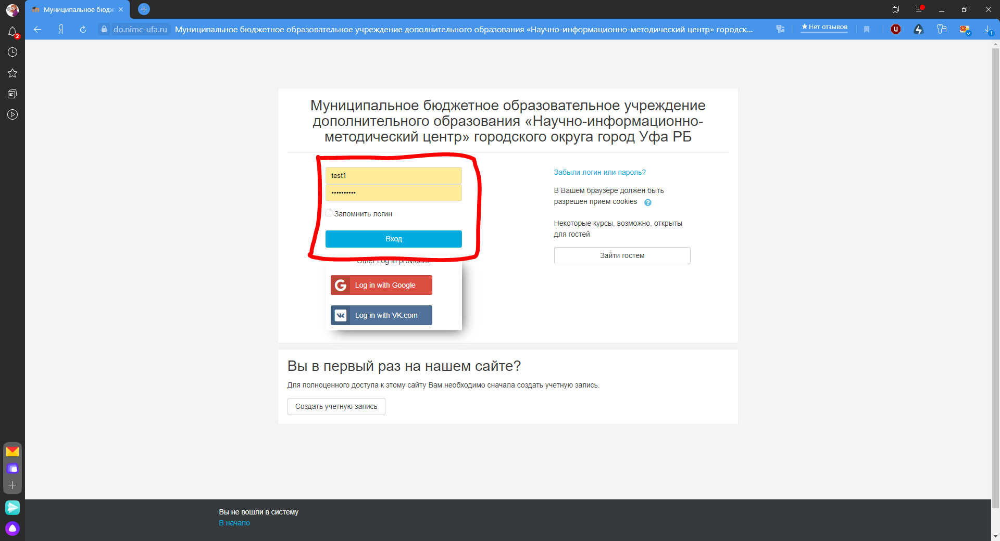 Муниципальное бюдж
2
do.nimc-ufa.ru Муниципальное бюджетное образовательное учреждение дополнительного образования «Научно-информационно-методический центр» городск...
★ Нет отзывов
1
Муниципальное бюджетное образовательное учреждение
дополнительного образования «Научно-информационно-
методический центр» городского округа город Уфа РБ
test1
••••••••••
Запомнить логин
Вход
Other Log in providers:
Log in with Google
Log in with VK.com
Забыли логин или пароль?
В Вашем браузере должен быть
разрешен прием cookies
Некоторые курсы, возможно, открыты
для гостей
Зайти гостем
Вы в первый раз на нашем сайте?
Для полноценного доступа к этому сайту Вам необходимо сначала создать учетную запись.
Создать учетную запись
Вы не вошли в систему
В начало